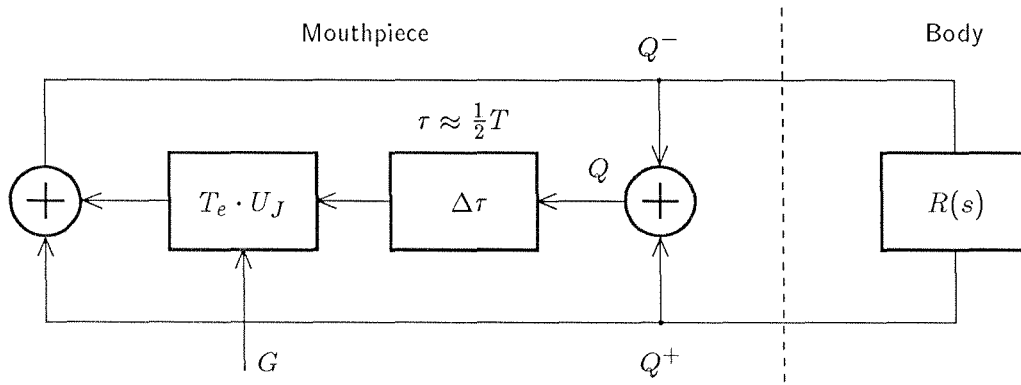 Mouthpiece
Body
Q⁻
τ ≈ ½T
Q
+
T_e · U_J
Δτ
+
R(s)
G
Q⁺